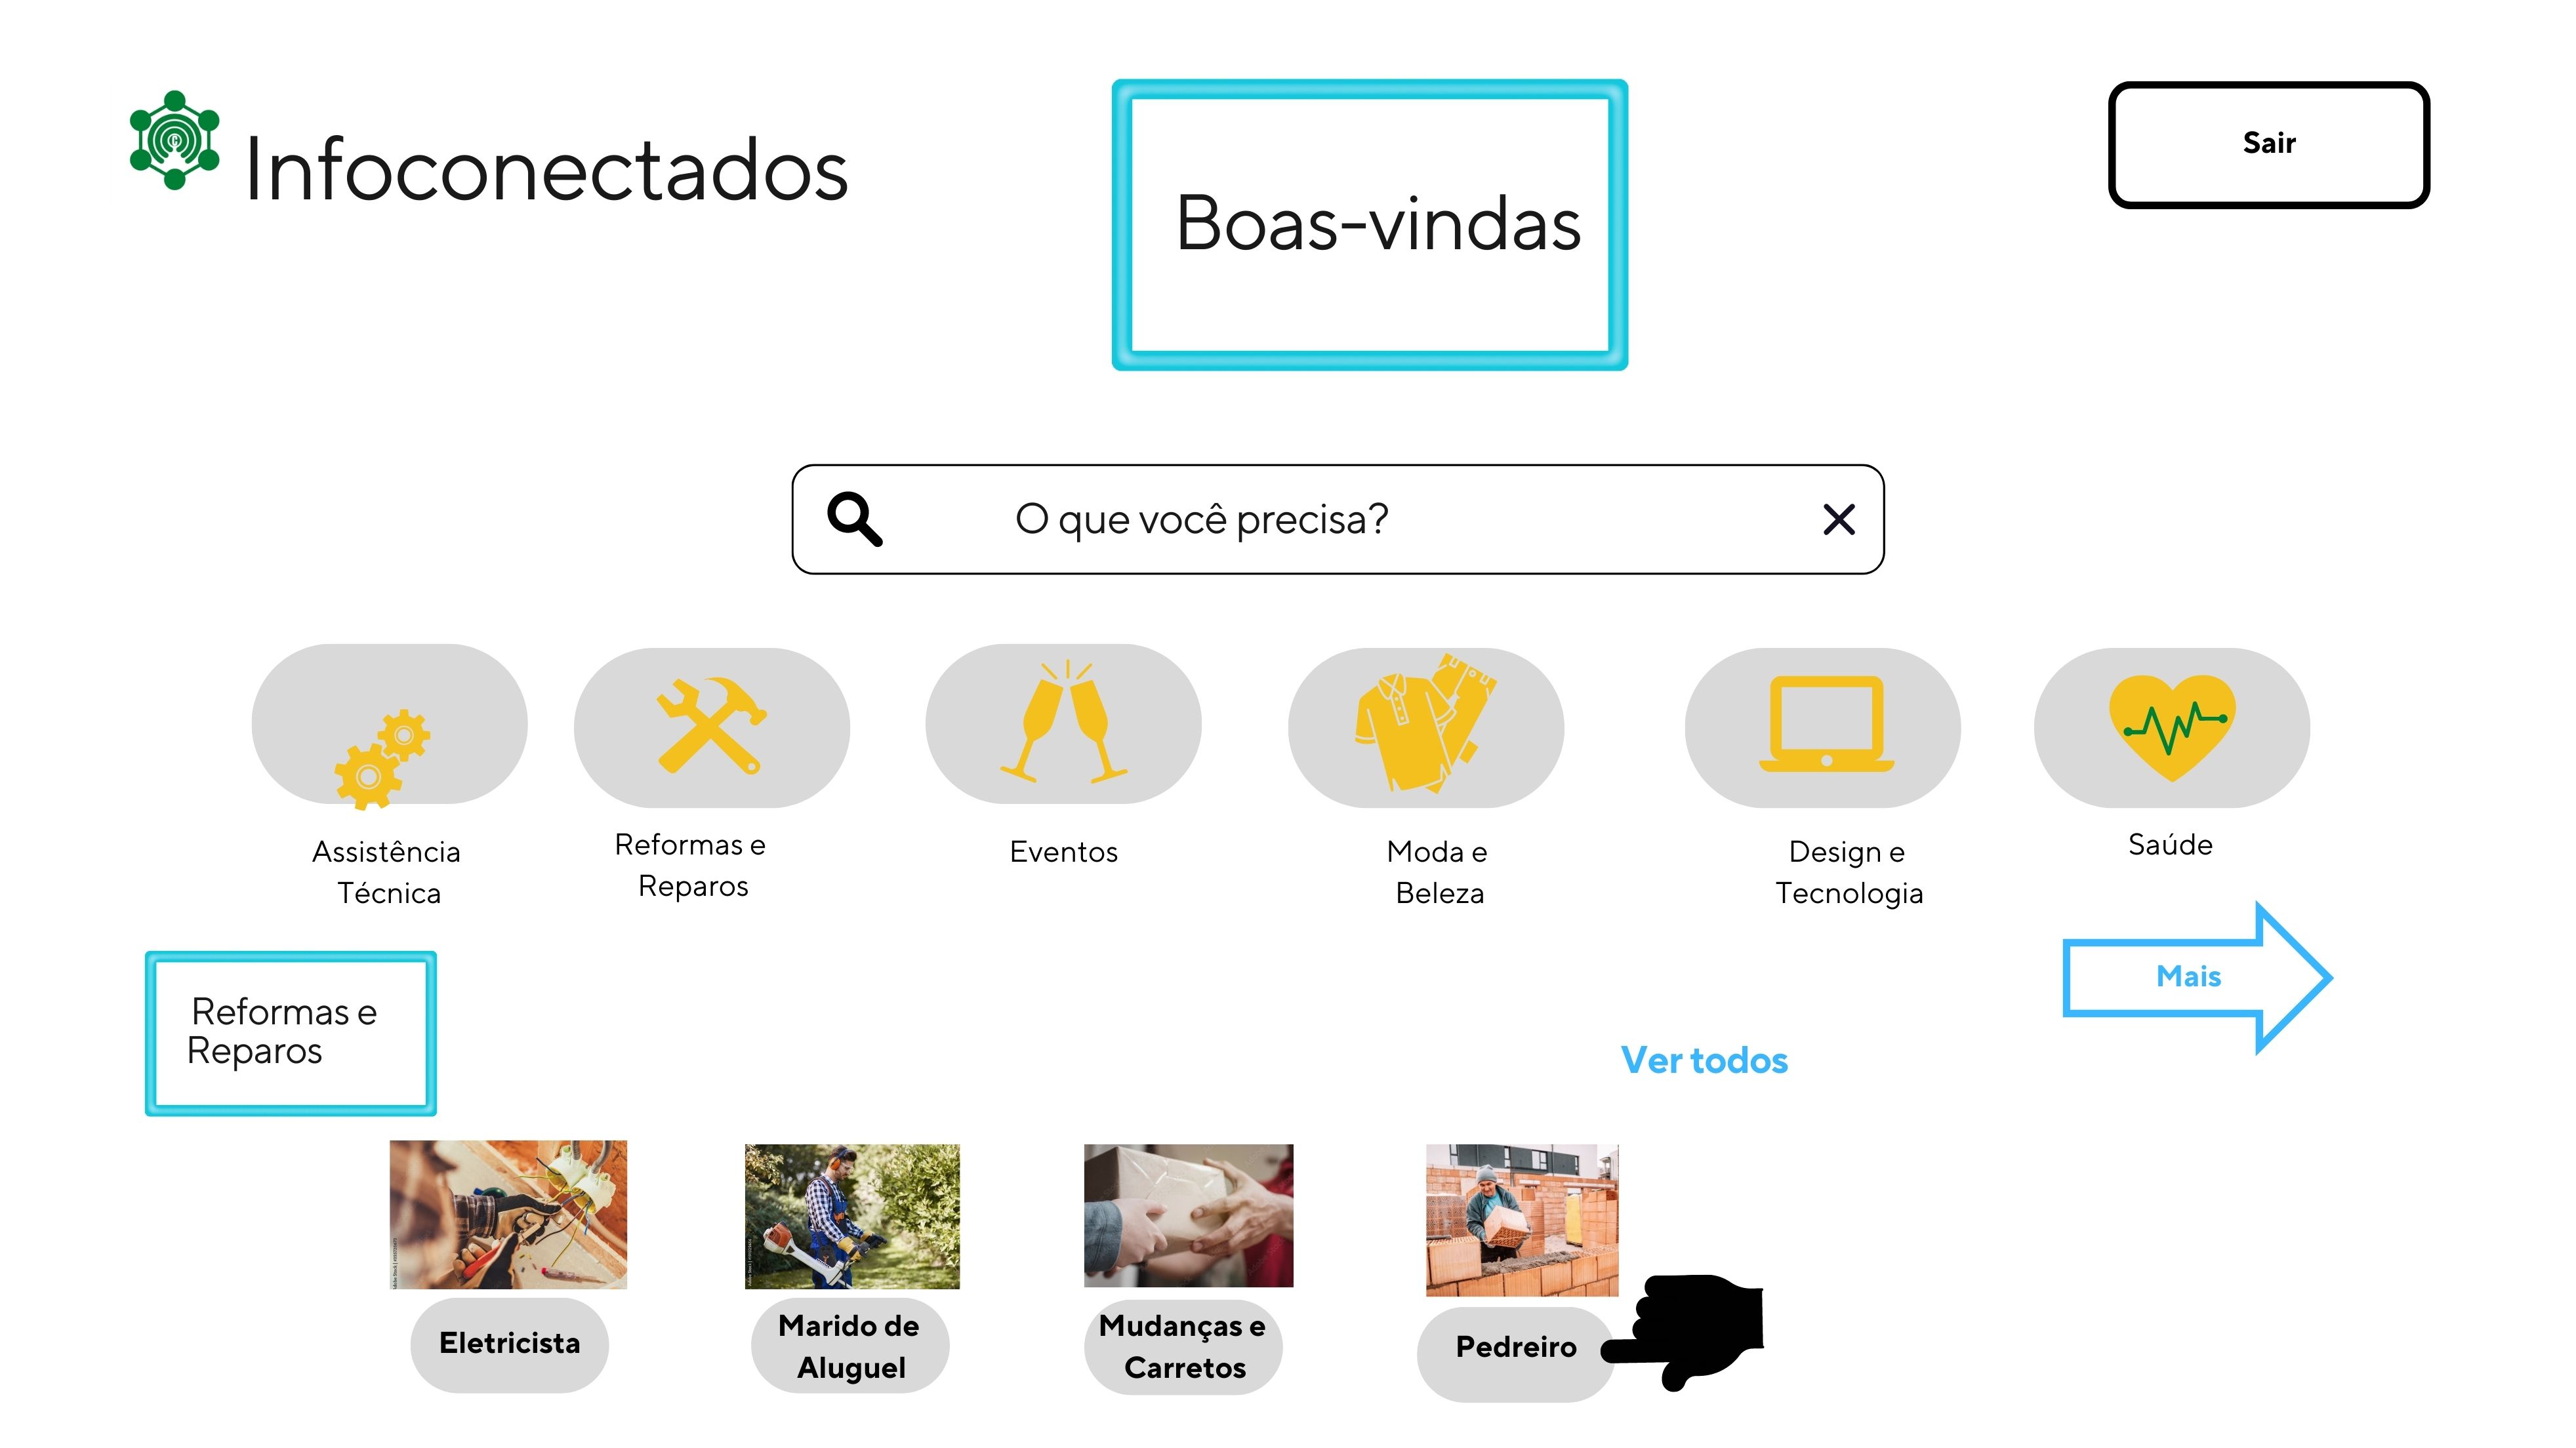 Infoconectados
Boas-vindas
Sair
O que você precisa?
Assistência
Técnica
Reformas e
Reparos
Eventos
Moda e
Beleza
Design e
Tecnologia
Saúde
Mais
Reformas e
Reparos
Ver todos
Eletricista
Marido de
Aluguel
Mudanças e
Carretos
Pedreiro